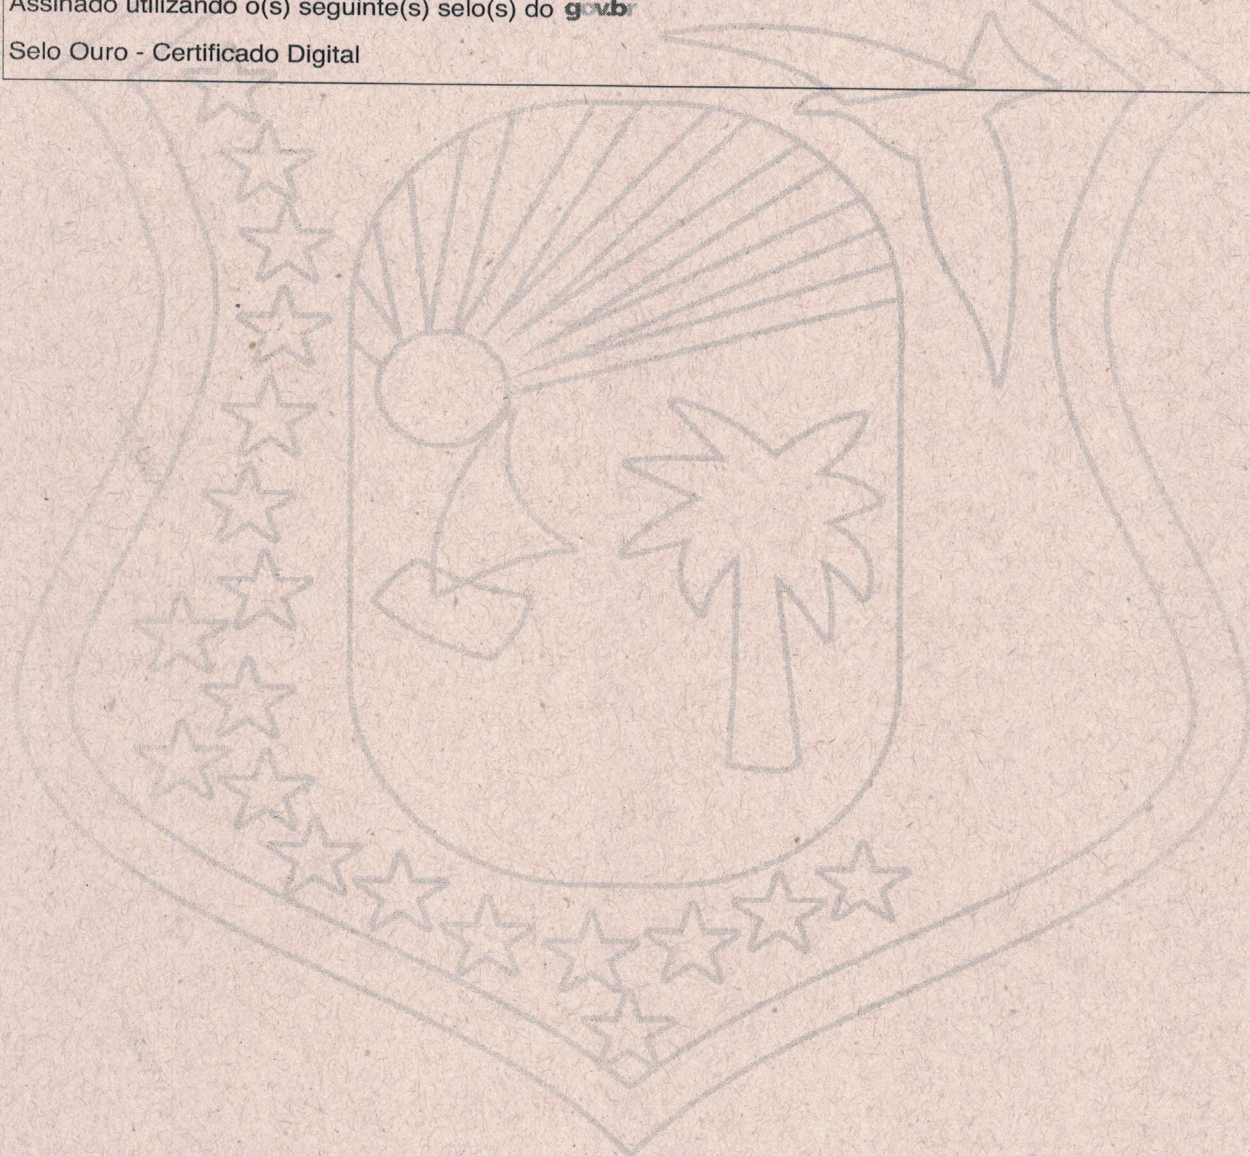 Assinado utilizando o(s) seguinte(s) selo(s) do gov.br
Selo Ouro - Certificado Digital